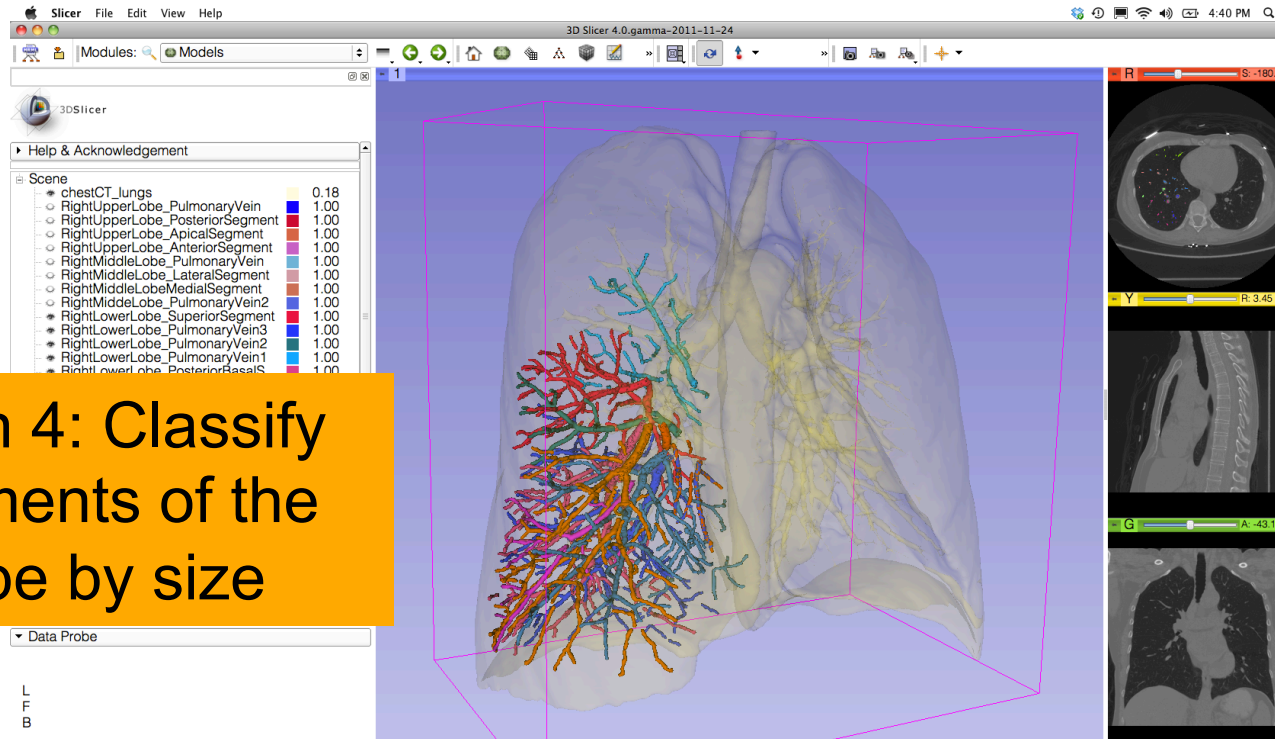 Slicer File Edit View Help
4:40 PM
3D Slicer 4.0.gamma-2011-11-24
Modules: Models
1
R S: -180
3DSlicer
Help & Acknowledgement
Scene
chestCT_lungs 0.18
RightUpperLobe_PulmonaryVein 1.00
RightUpperLobe_PosteriorSegment 1.00
RightUpperLobe_ApicalSegment 1.00
RightUpperLobe_AnteriorSegment 1.00
RightMiddleLobe_PulmonaryVein 1.00
RightMiddleLobe_LateralSegment 1.00
RightMiddleLobeMedialSegment 1.00
RightMiddeLobe_PulmonaryVein2 1.00
RightLowerLobe_SuperiorSegment 1.00
RightLowerLobe_PulmonaryVein3 1.00
RightLowerLobe_PulmonaryVein2 1.00
RightLowerLobe_PulmonaryVein1 1.00
RightLowerLobe_PosteriorBasalS 1.00
Y R: 3.45
4: Classify
ments of the
be by size
G A: -43.1
Data Probe
L
F
B